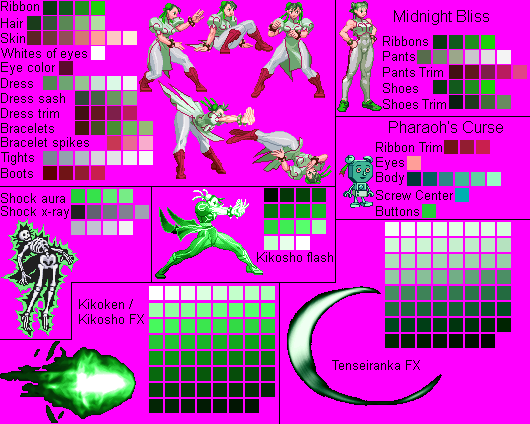 Ribbon
Hair
Skin
Whites of eyes
Eye color
Dress
Dress sash
Dress trim
Bracelets
Bracelet spikes
Tights
Boots
Midnight Bliss
Ribbons
Pants
Pants Trim
Shoes
Shoes Trim
Pharaoh's Curse
Ribbon Trim
Eyes
Body
Screw Center
Buttons
Shock aura
Shock x-ray
Kikosho flash
Kikoken /
Kikosho FX
Tenseiranka FX